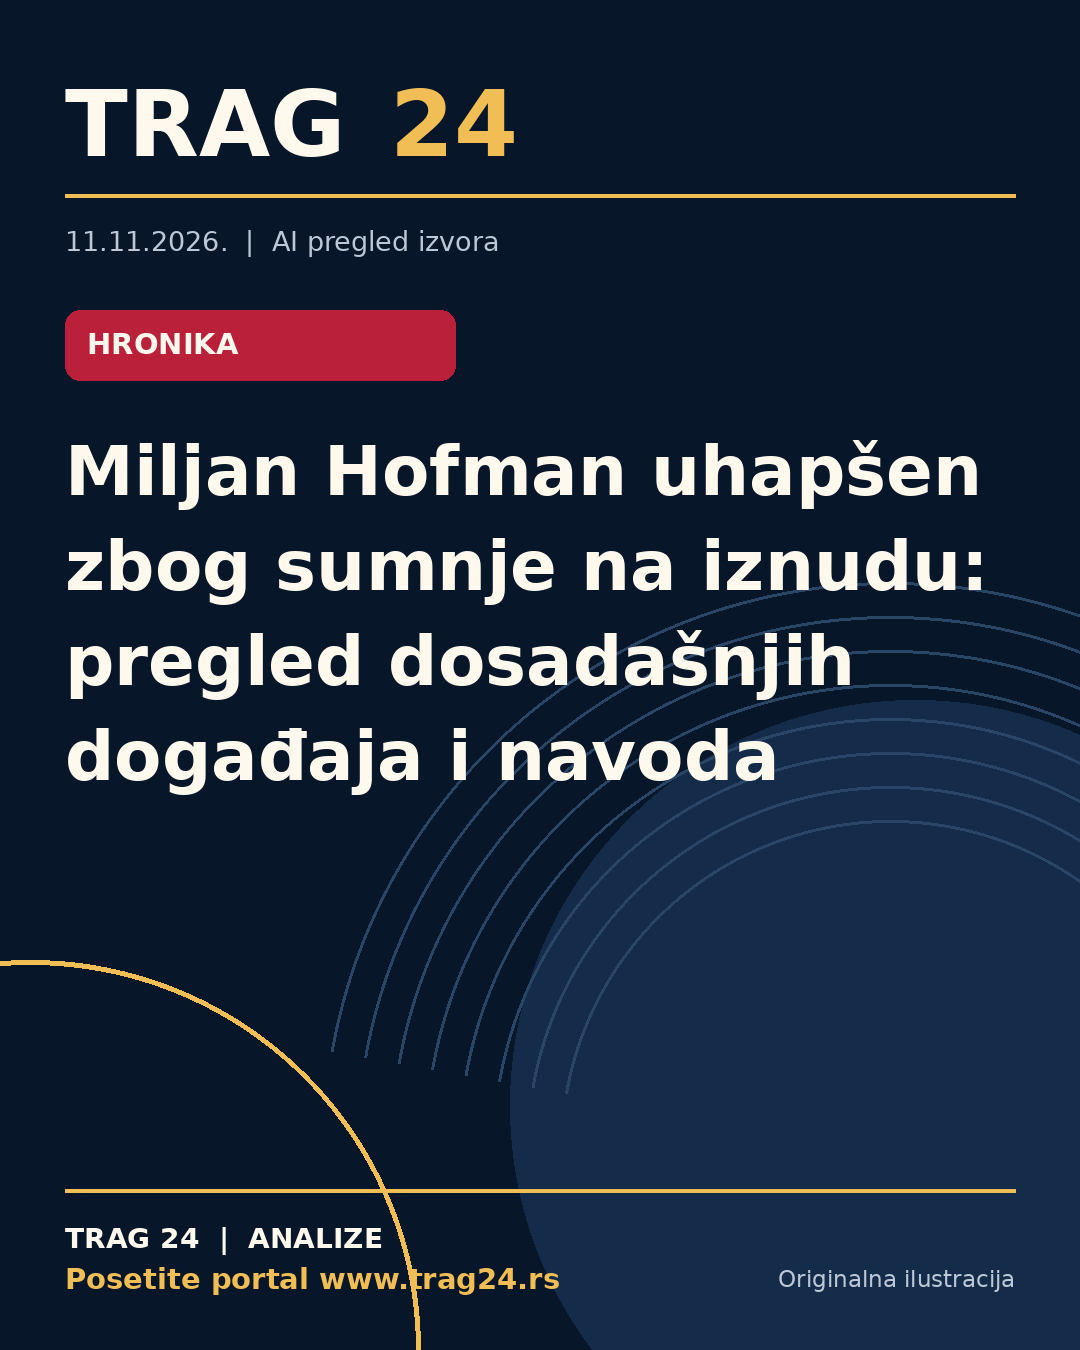 TRAG 24
11.11.2026. | AI pregled izvora
HRONIKA
Miljan Hofman uhapšen
zbog sumnje na iznudu:
pregled dosadašnjih
događaja i navoda
TRAG 24 | ANALIZE
Posetite portal www.trag24.rs
Originalna ilustracija